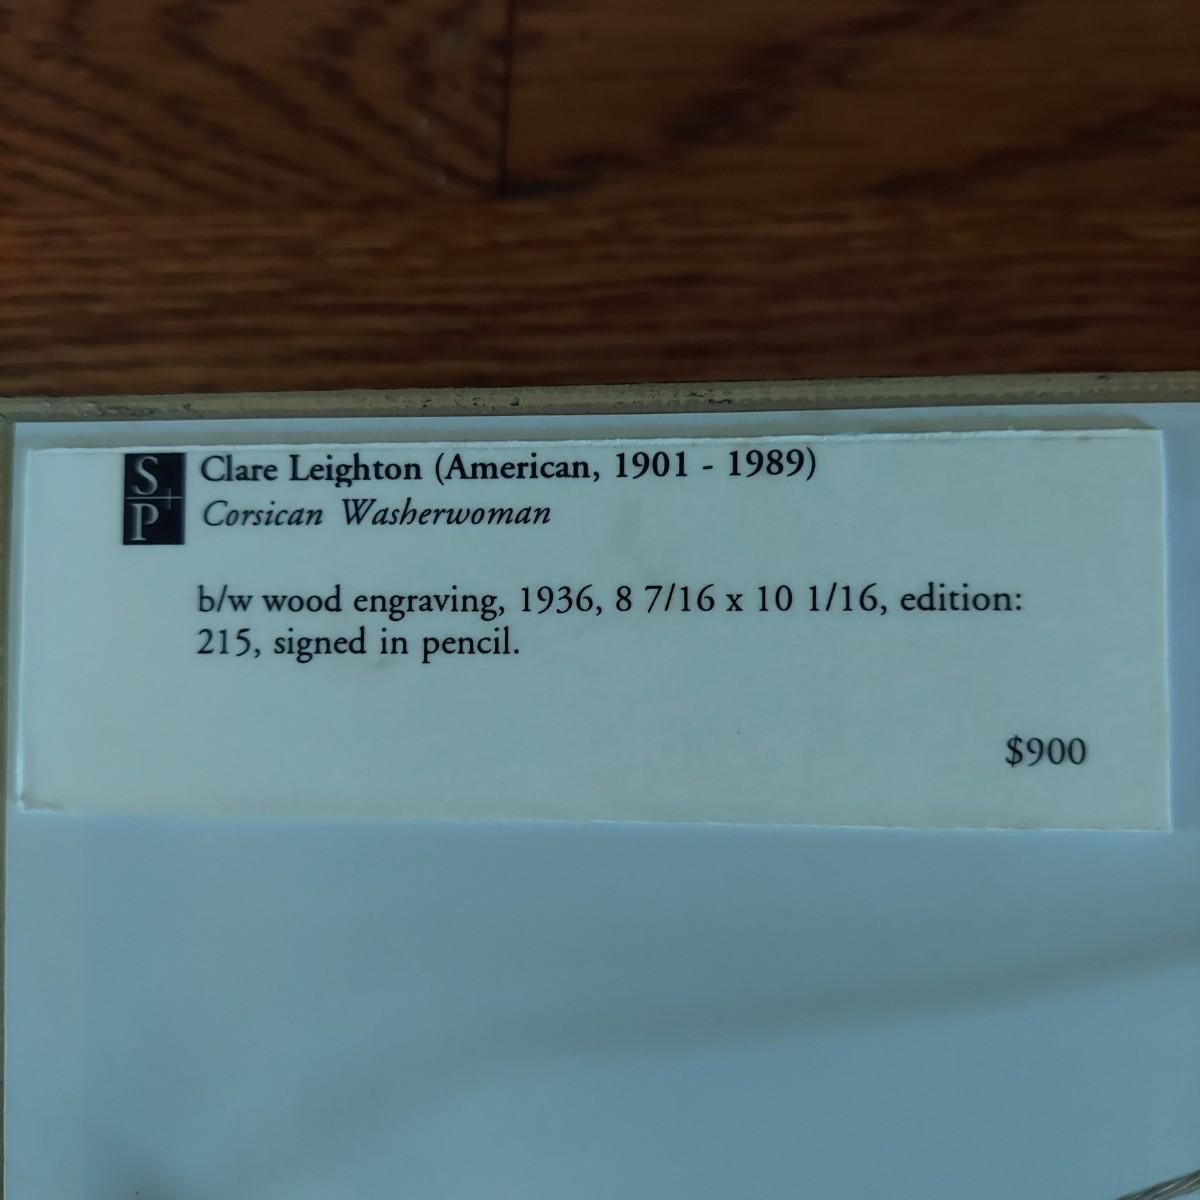 S+P
Clare Leighton (American, 1901 - 1989)
Corsican Washerwoman
b/w wood engraving, 1936, 8 7/16 x 10 1/16, edition:
215, signed in pencil.
$900